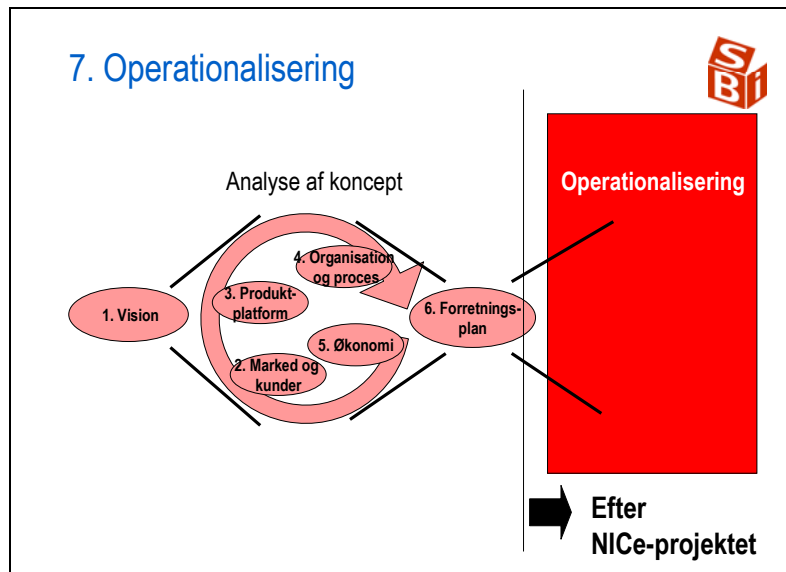 7. Operationalisering
SBi
Analyse af koncept
Operationalisering
4. Organisation
og proces
3. Produkt-
platform
1. Vision
6. Forretnings-
plan
5. Økonomi
2. Marked og
kunder
Efter
NICe-projektet